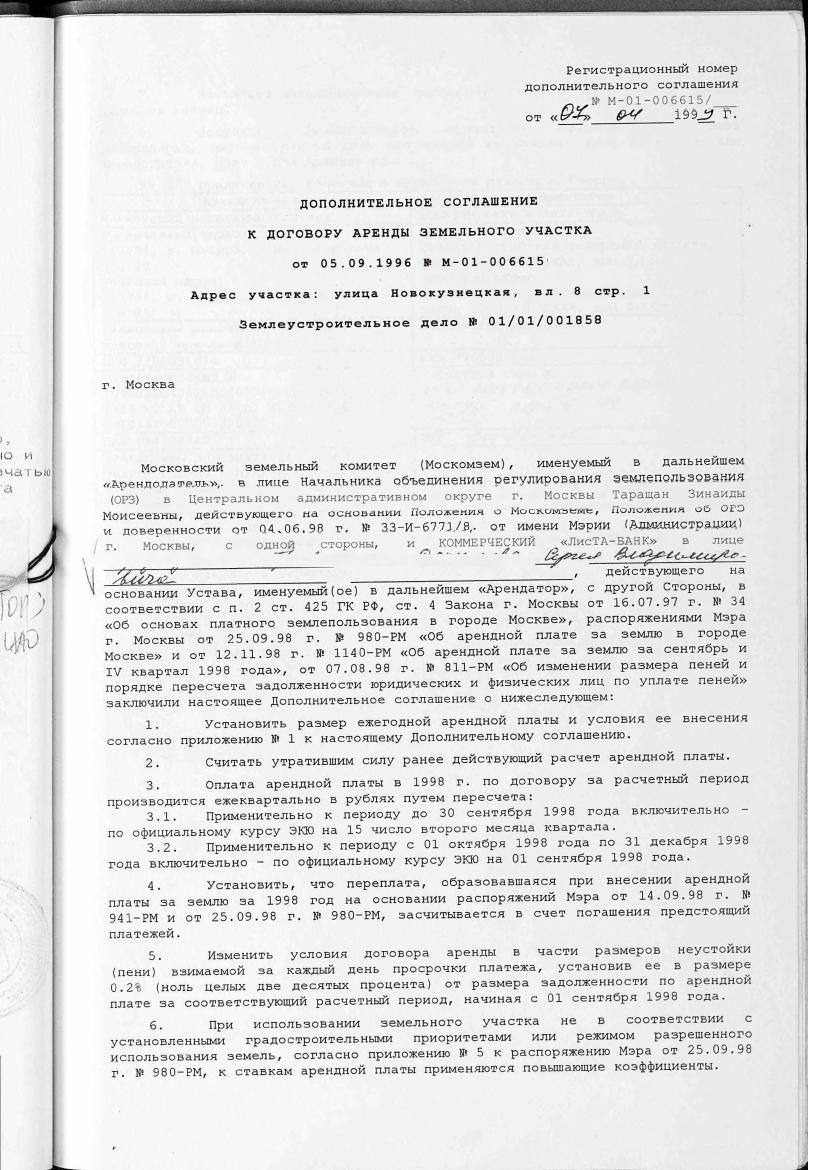 Регистрационный номер
дополнительного соглашения
№ М-01-006615/___
от «07» 04 1999 г.
ДОПОЛНИТЕЛЬНОЕ СОГЛАШЕНИЕ
К ДОГОВОРУ АРЕНДЫ ЗЕМЕЛЬНОГО УЧАСТКА
от 05.09.1996 № М-01-006615
Адрес участка: улица Новокузнецкая, вл. 8 стр. 1
Землеустроительное дело № 01/01/001858
г. Москва
Московский земельный комитет (Москомзем), именуемый в дальнейшем
«Арендодатель», в лице Начальника объединения регулирования землепользования
(ОРЗ) в Центральном административном округе г. Москвы Таращан Зинаиды
Моисеевны, действующего на основании Положения о Москомземе, Положения об ОРЗ
и доверенности от 04.06.98 г. № 33-И-6771/8, от имени Мэрии (Администрации)
г. Москвы, с одной стороны, и КОММЕРЧЕСКИЙ «ЛисТА-БАНК» в лице
Сергея Владимиро-
вича, действующего на
основании Устава, именуемый(ое) в дальнейшем «Арендатор», с другой Стороны, в
соответствии с п. 2 ст. 425 ГК РФ, ст. 4 Закона г. Москвы от 16.07.97 г. № 34
«Об основах платного землепользования в городе Москве», распоряжениями Мэра
г. Москвы от 25.09.98 г. № 980-РМ «Об арендной плате за землю в городе
Москве» и от 12.11.98 г. № 1140-РМ «Об арендной плате за землю за сентябрь и
IV квартал 1998 года», от 07.08.98 г. № 811-РМ «Об изменении размера пеней и
порядке пересчета задолженности юридических и физических лиц по уплате пеней»
заключили настоящее Дополнительное соглашение о нижеследующем:
1. Установить размер ежегодной арендной платы и условия ее внесения
согласно приложению № 1 к настоящему Дополнительному соглашению.
2. Считать утратившим силу ранее действующий расчет арендной платы.
3. Оплата арендной платы в 1998 г. по договору за расчетный период
производится ежеквартально в рублях путем пересчета:
3.1. Применительно к периоду до 30 сентября 1998 года включительно –
по официальному курсу ЭКЮ на 15 число второго месяца квартала.
3.2. Применительно к периоду с 01 октября 1998 года по 31 декабря 1998
года включительно – по официальному курсу ЭКЮ на 01 сентября 1998 года.
4. Установить, что переплата, образовавшаяся при внесении арендной
платы за землю за 1998 год на основании распоряжений Мэра от 14.09.98 г. №
941-РМ и от 25.09.98 г. № 980-РМ, засчитывается в счет погашения предстоящий
платежей.
5. Изменить условия договора аренды в части размеров неустойки
(пени) взимаемой за каждый день просрочки платежа, установив ее в размере
0.2% (ноль целых две десятых процента) от размера задолженности по арендной
плате за соответствующий расчетный период, начиная с 01 сентября 1998 года.
6. При использовании земельного участка не в соответствии с
установленными градостроительными приоритетами или режимом разрешенного
использования земель, согласно приложению № 5 к распоряжению Мэра от 25.09.98
г. № 980-РМ, к ставкам арендной платы применяются повышающие коэффициенты.